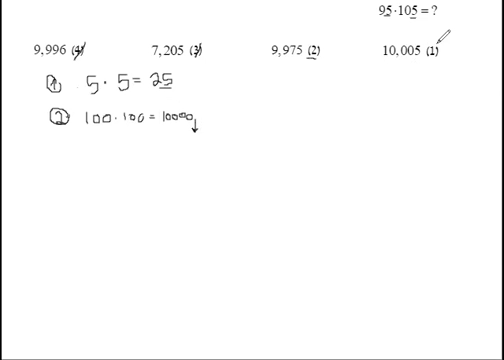 95·105=?
9,996 (4) 7,205 (3) 9,975 (2) 10,005 (1)
① 5 · 5 = 25
② 100 · 100 = 10000 ↓